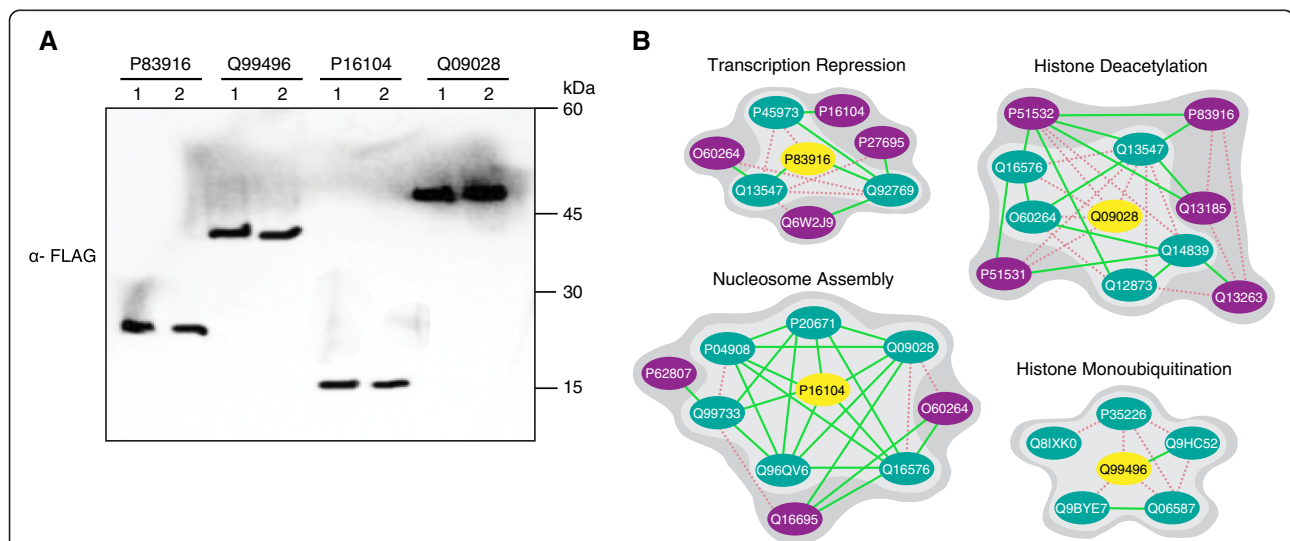 A
P83916 Q99496 P16104 Q09028
1 2 1 2 1 2 1 2
kDa
60
45
30
15
α- FLAG
B
Transcription Repression
P45973
P16104
P27695
O60264
P83916
Q13547
Q92769
Q6W2J9
Histone Deacetylation
P51532
P83916
Q13547
Q16576
Q13185
O60264
Q09028
Q14839
P51531
Q12873
Q13263
Nucleosome Assembly
P20671
P04908
Q09028
P62807
P16104
O60264
Q99733
Q96QV6
Q16576
Q16695
Histone Monoubiquitination
P35226
Q8IXK0
Q9HC52
Q99496
Q9BYE7
Q06587